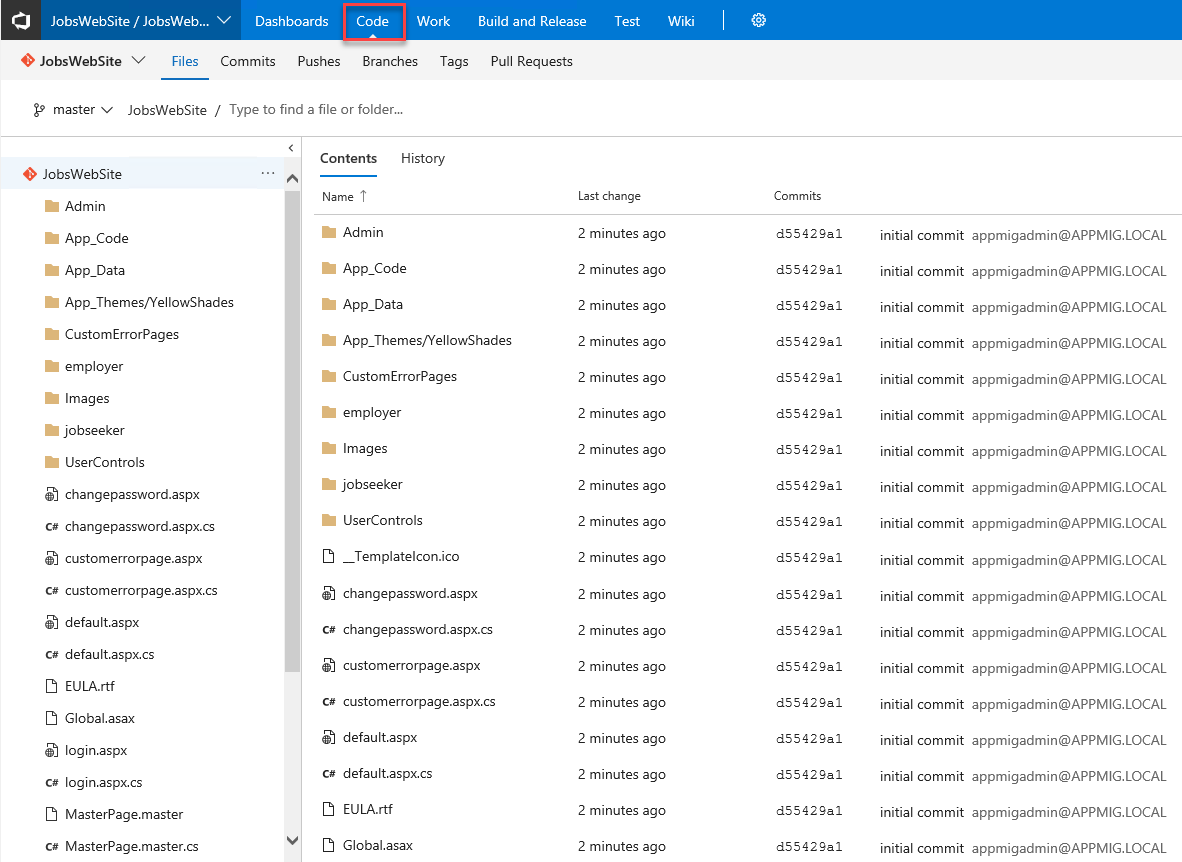 JobsWebSite / JobsWeb... Dashboards Code Work Build and Release Test Wiki
JobsWebSite Files Commits Pushes Branches Tags Pull Requests
master JobsWebSite / Type to find a file or folder...
JobsWebSite ...
Admin
App_Code
App_Data
App_Themes/YellowShades
CustomErrorPages
employer
Images
jobseeker
UserControls
changepassword.aspx
C# changepassword.aspx.cs
customerrorpage.aspx
C# customerrorpage.aspx.cs
default.aspx
C# default.aspx.cs
EULA.rtf
Global.asax
login.aspx
C# login.aspx.cs
MasterPage.master
C# MasterPage.master.cs
Contents History
Name ↑ Last change Commits
Admin 2 minutes ago d55429a1 initial commit appmigadmin@APPMIG.LOCAL
App_Code 2 minutes ago d55429a1 initial commit appmigadmin@APPMIG.LOCAL
App_Data 2 minutes ago d55429a1 initial commit appmigadmin@APPMIG.LOCAL
App_Themes/YellowShades 2 minutes ago d55429a1 initial commit appmigadmin@APPMIG.LOCAL
CustomErrorPages 2 minutes ago d55429a1 initial commit appmigadmin@APPMIG.LOCAL
employer 2 minutes ago d55429a1 initial commit appmigadmin@APPMIG.LOCAL
Images 2 minutes ago d55429a1 initial commit appmigadmin@APPMIG.LOCAL
jobseeker 2 minutes ago d55429a1 initial commit appmigadmin@APPMIG.LOCAL
UserControls 2 minutes ago d55429a1 initial commit appmigadmin@APPMIG.LOCAL
__TemplateIcon.ico 2 minutes ago d55429a1 initial commit appmigadmin@APPMIG.LOCAL
changepassword.aspx 2 minutes ago d55429a1 initial commit appmigadmin@APPMIG.LOCAL
C# changepassword.aspx.cs 2 minutes ago d55429a1 initial commit appmigadmin@APPMIG.LOCAL
customerrorpage.aspx 2 minutes ago d55429a1 initial commit appmigadmin@APPMIG.LOCAL
C# customerrorpage.aspx.cs 2 minutes ago d55429a1 initial commit appmigadmin@APPMIG.LOCAL
default.aspx 2 minutes ago d55429a1 initial commit appmigadmin@APPMIG.LOCAL
C# default.aspx.cs 2 minutes ago d55429a1 initial commit appmigadmin@APPMIG.LOCAL
EULA.rtf 2 minutes ago d55429a1 initial commit appmigadmin@APPMIG.LOCAL
Global.asax 2 minutes ago d55429a1 initial commit appmigadmin@APPMIG.LOCAL